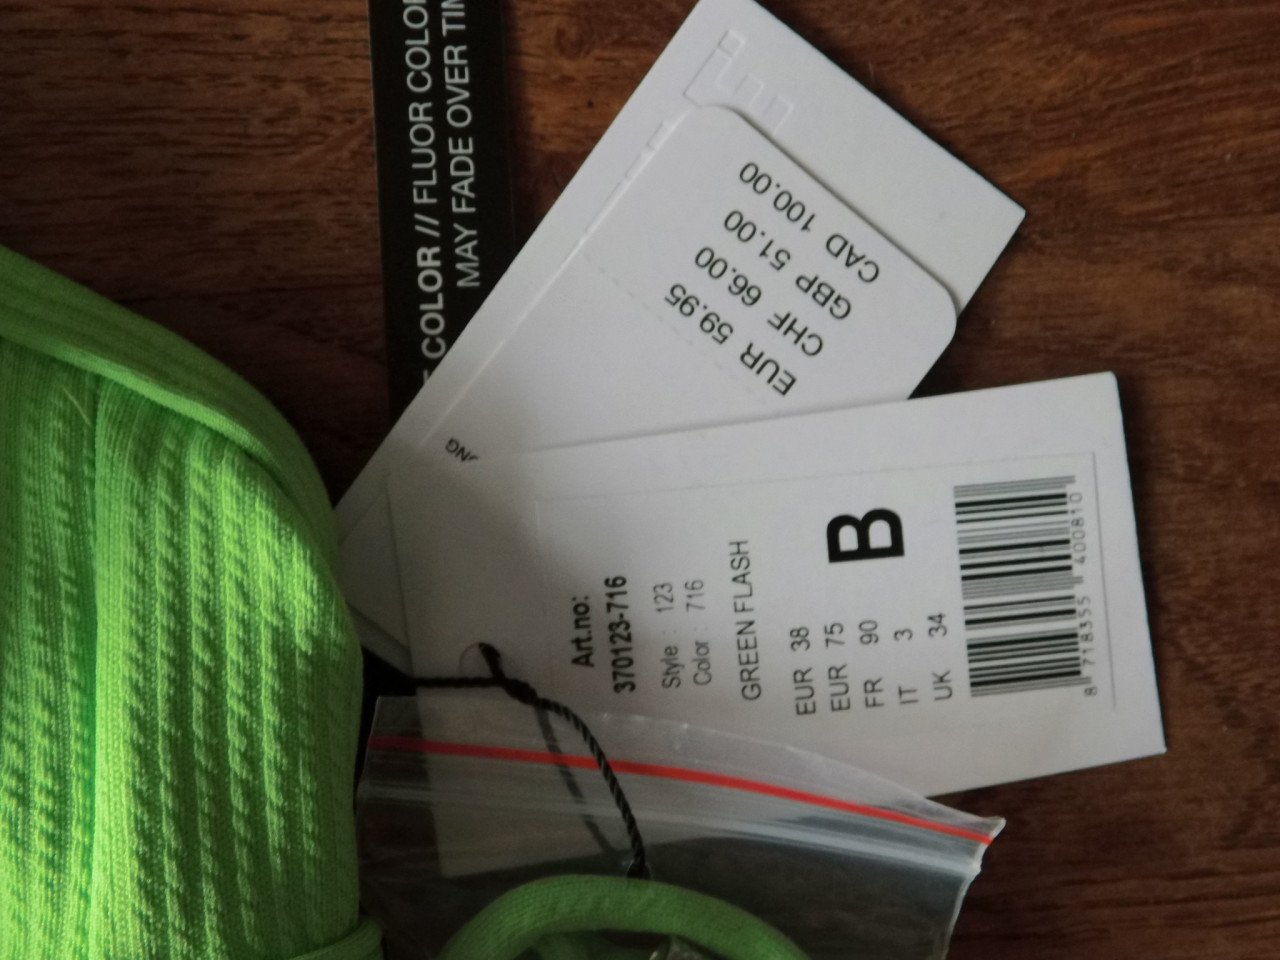 COLOR // FLUOR COLOR
MAY FADE OVER TIM
EUR 59.95
CHF 66.00
GBP 51.00
CAD 100.00
Art.no:
370123-716
Style : 123
Color : 716
GREEN FLASH
B
EUR 38
EUR 75
FR 90
IT 3
UK 34
8 718355 400810